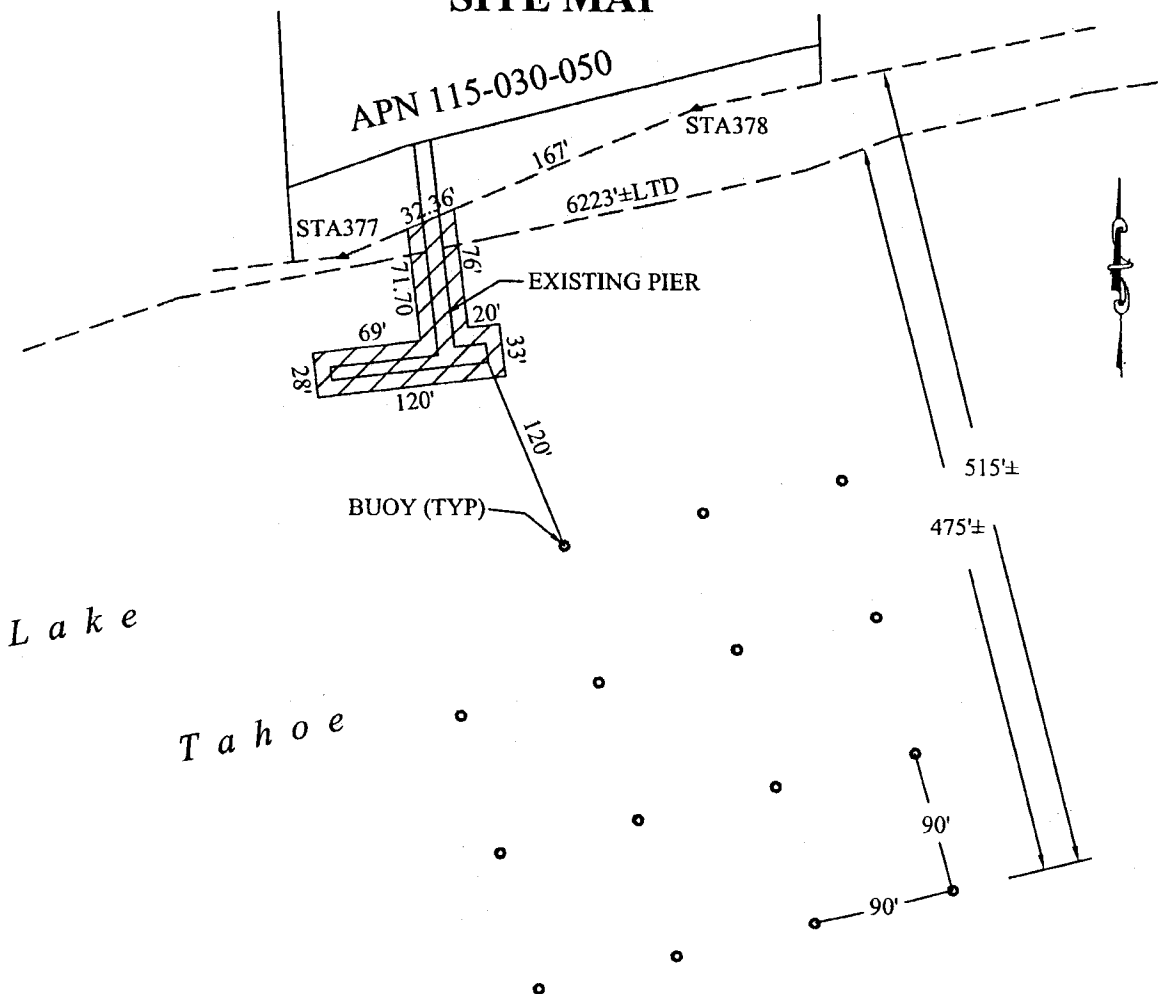 SITE MAP
APN 115-030-050
STA378
167'
6223'±LTD
32.36'
STA377
71.70
76'
EXISTING PIER
20'
69'
33'
28'
120'
120'
515'±
475'±
BUOY (TYP)
Lake
Tahoe
90'
90'